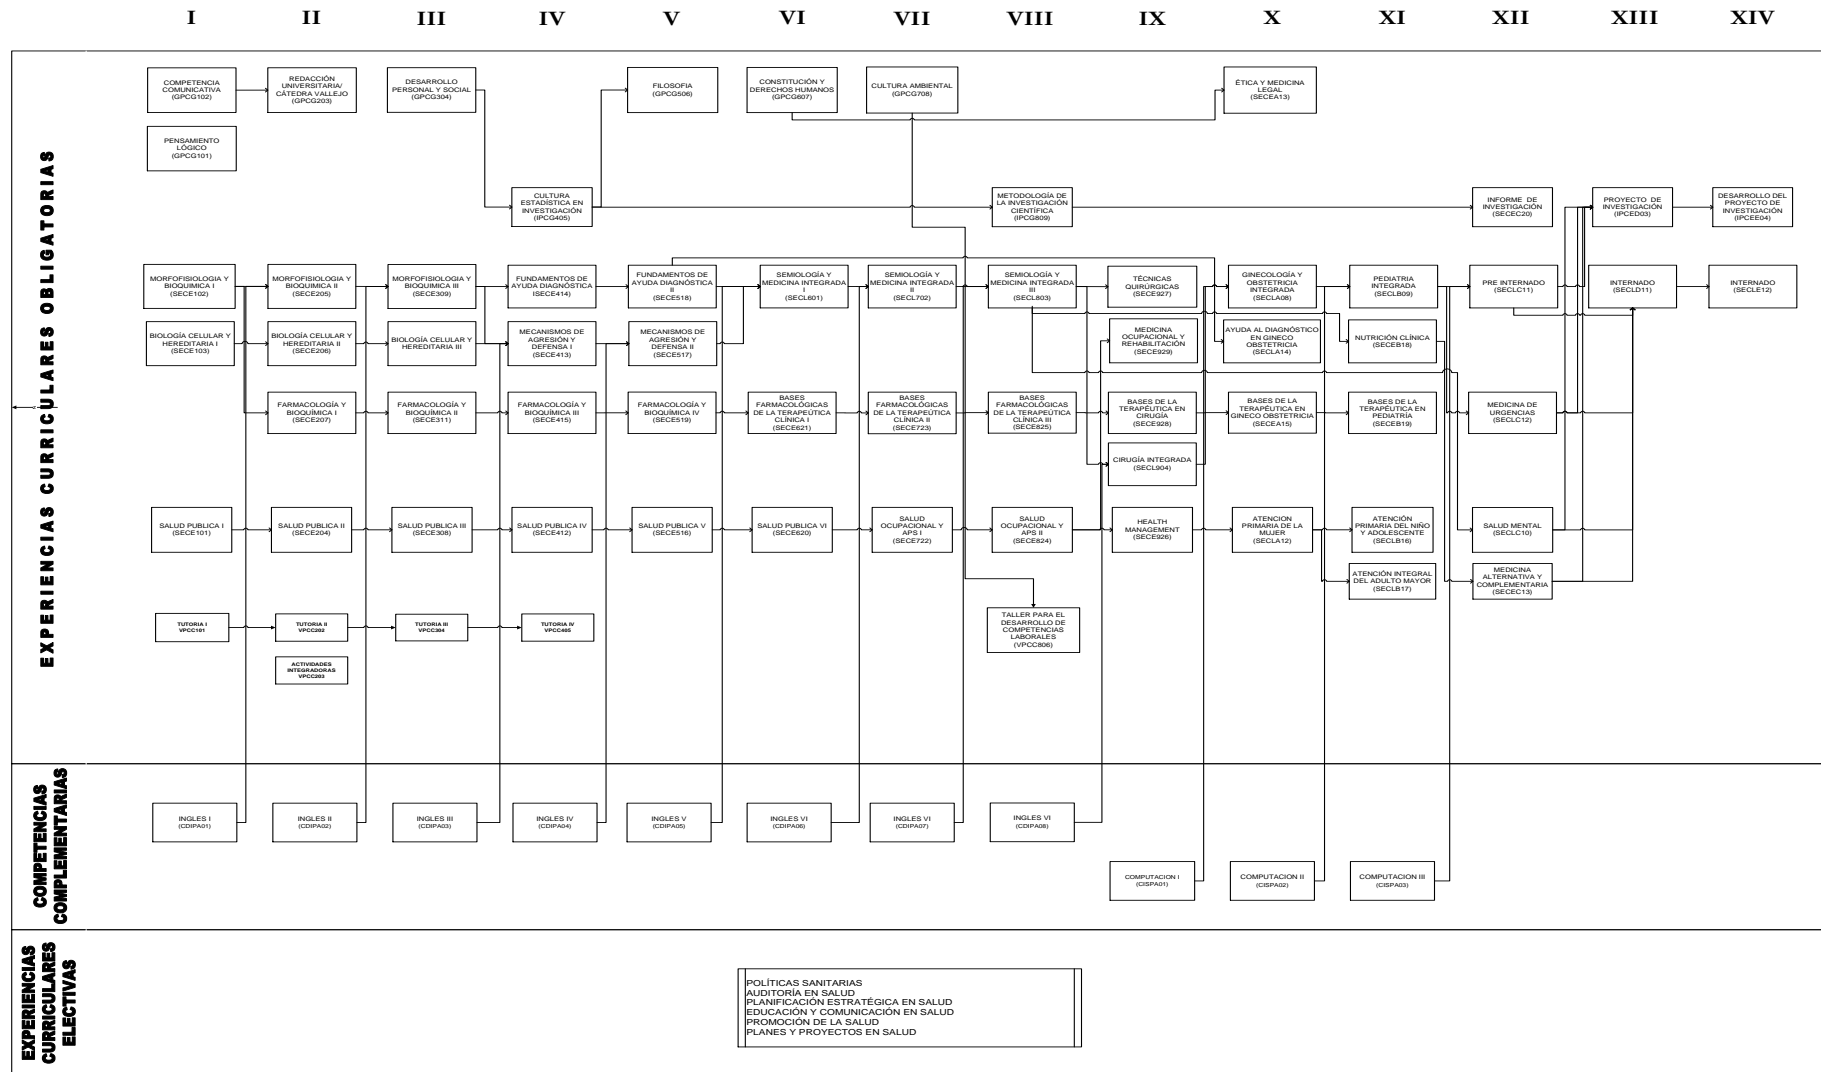 I II III IV V VI VII VIII IX X XI XII XIII XIV
EXPERIENCIAS CURRICULARES OBLIGATORIAS
COMPETENCIA
COMUNICATIVA
(GPCG102)
REDACCIÓN
UNIVERSITARIA/
CÁTEDRA VALLEJO
(GPCG203)
DESARROLLO
PERSONAL Y SOCIAL
(GPCG304)
FILOSOFIA
(GPCG506)
CONSTITUCIÓN Y
DERECHOS HUMANOS
(GPCG607)
CULTURA AMBIENTAL
(GPCG708)
ÉTICA Y MEDICINA
LEGAL
(SECEA13)
PENSAMIENTO
LÓGICO
(GPCG101)
CULTURA
ESTADÍSTICA EN
INVESTIGACIÓN
(IPCG405)
METODOLOGÍA DE
LA INVESTIGACIÓN
CIENTÍFICA
(IPCG809)
INFORME DE
INVESTIGACIÓN
(SECEC20)
PROYECTO DE
INVESTIGACIÓN
(IPCED03)
DESARROLLO DEL
PROYECTO DE
INVESTIGACIÓN
(IPCEE04)
MORFOFISIOLOGIA Y
BIOQUIMICA I
(SECE102)
MORFOFISIOLOGIA Y
BIOQUIMICA II
(SECE205)
MORFOFISIOLOGIA Y
BIOQUIMICA III
(SECE309)
FUNDAMENTOS DE
AYUDA DIAGNÓSTICA
ISECE414)
FUNDAMENTOS DE
AYUDA DIAGNÓSTICA
II
(SECE518)
SEMIOLOGÍA Y
MEDICINA INTEGRADA
I
(SECL601)
SEMIOLOGÍA Y
MEDICINA INTEGRADA
II
(SECL702)
SEMIOLOGÍA Y
MEDICINA INTEGRADA
III
(SECL803)
TÉCNICAS
QUIRÚRGICAS
(SECE927)
GINECOLOGÍA Y
OBSTETRICIA
INTEGRADA
(SECLA08)
PEDIATRIA
INTEGRADA
(SECLB09)
PRE INTERNADO
(SECLC11)
INTERNADO
(SECLD11)
INTERNADO
(SECLE12)
BIOLOGÍA CELULAR Y
HEREDITARIA I
(SECE103)
BIOLOGÍA CELULAR Y
HEREDITARIA II
(SECE206)
BIOLOGÍA CELULAR Y
HEREDITARIA III
MECANISMOS DE
AGRESIÓN Y
DEFENSA I
(SECE413)
MECANISMOS DE
AGRESIÓN Y
DEFENSA II
(SECE517)
MEDICINA
OCUPACIONAL Y
REHABILITACIÓN
(SECE929)
AYUDA AL DIAGNÓSTICO
EN GINECO
OBSTETRICIA
(SECLA14)
NUTRICIÓN CLÍNICA
(SECEB18)
FARMACOLOGÍA Y
BIOQUÍMICA I
(SECE207)
FARMACOLOGÍA Y
BIOQUÍMICA II
(SECE311)
FARMACOLOGÍA Y
BIOQUÍMICA III
(SECE415)
FARMACOLOGÍA Y
BIOQUÍMICA IV
(SECE519)
BASES
FARMACOLÓGICAS
DE LA TERAPEÚTICA
CLÍNICA I
(SECE621)
BASES
FARMACOLÓGICAS
DE LA TERAPEÚTICA
CLÍNICA II
(SECE723)
BASES
FARMACOLÓGICAS
DE LA TERAPEÚTICA
CLÍNICA III
(SECE825)
BASES DE LA
TERAPÉUTICA EN
CIRUGÍA
(SECE928)
BASES DE LA
TERAPÉUTICA EN
GINECO OBSTETRICIA
(SECEA15)
BASES DE LA
TERAPÉUTICA EN
PEDIATRÍA
(SECEB19)
MEDICINA DE
URGENCIAS
(SECLC12)
CIRUGÍA INTEGRADA
(SECL904)
SALUD PUBLICA I
(SECE101)
SALUD PUBLICA II
(SECE204)
SALUD PUBLICA III
(SECE308)
SALUD PUBLICA IV
(SECE412)
SALUD PUBLICA V
(SECE516)
SALUD PUBLICA VI
(SECE620)
SALUD
OCUPACIONAL Y
APS I
(SECE722)
SALUD
OCUPACIONAL Y
APS II
(SECE824)
HEALTH
MANAGEMENT
(SECE926)
ATENCION
PRIMARIA DE LA
MUJER
(SECLA12)
ATENCIÓN
PRIMARIA DEL NIÑO
Y ADOLESCENTE
(SECLB16)
SALUD MENTAL
(SECLC10)
ATENCIÓN INTEGRAL
DEL ADULTO MAYOR
(SECLB17)
MEDICINA
ALTERNATIVA Y
COMPLEMENTARIA
(SECEC13)
TUTORIA I
VPCC101
TUTORIA II
VPCC202
TUTORIA III
VPCC304
TUTORIA IV
VPCC405
TALLER PARA EL
DESARROLLO DE
COMPETENCIAS
LABORALES
(VPCC806)
ACTIVIDADES
INTEGRADORAS
VPCC203
COMPETENCIAS
COMPLEMENTARIAS
INGLES I
(CDIPA01)
INGLES II
(CDIPA02)
INGLES III
(CDIPA03)
INGLES IV
(CDIPA04)
INGLES V
(CDIPA05)
INGLES VI
(CDIPA06)
INGLES VI
(CDIPA07)
INGLES VI
(CDIPA08)
COMPUTACION I
(CISPA01)
COMPUTACION II
(CISPA02)
COMPUTACION III
(CISPA03)
EXPERIENCIAS
CURRICULARES
ELECTIVAS
POLÍTICAS SANITARIAS
AUDITORÍA EN SALUD
PLANIFICACIÓN ESTRATÉGICA EN SALUD
EDUCACIÓN Y COMUNICACIÓN EN SALUD
PROMOCIÓN DE LA SALUD
PLANES Y PROYECTOS EN SALUD